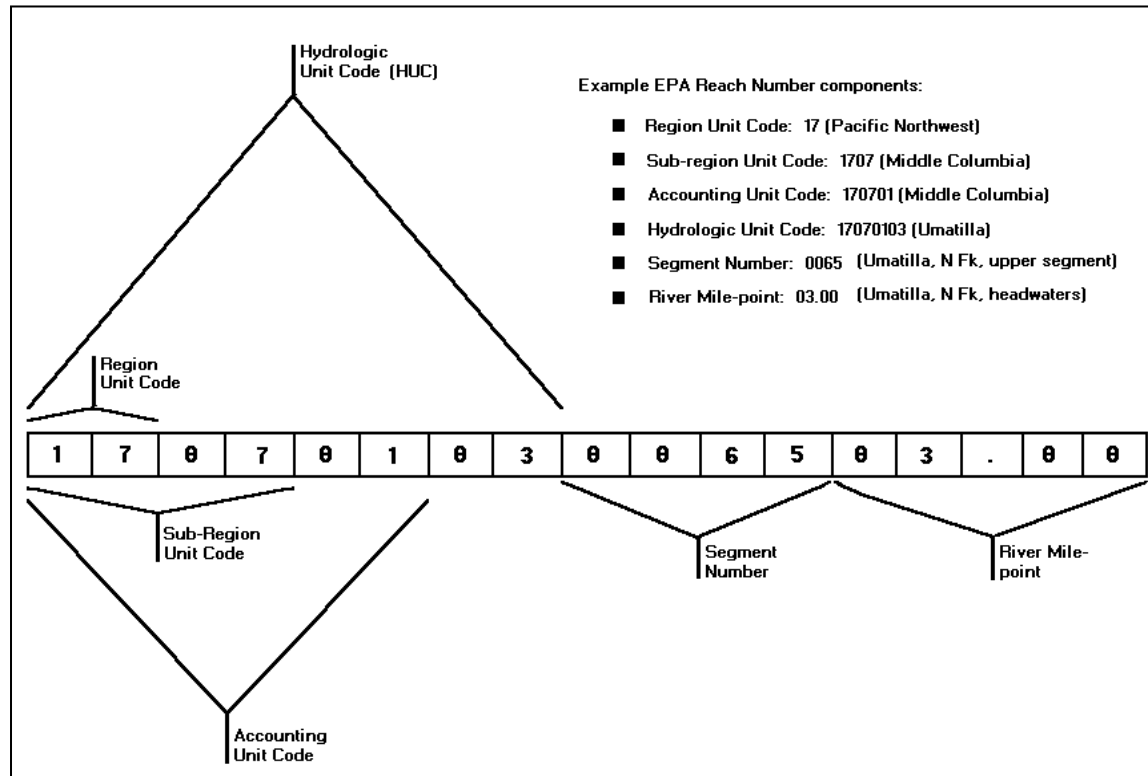 Hydrologic
Unit Code (HUC)
Example EPA Reach Number components:
■ Region Unit Code: 17 (Pacific Northwest)
■ Sub-region Unit Code: 1707 (Middle Columbia)
■ Accounting Unit Code: 170701 (Middle Columbia)
■ Hydrologic Unit Code: 17070103 (Umatilla)
■ Segment Number: 0065 (Umatilla, N Fk, upper segment)
■ River Mile-point: 03.00 (Umatilla, N Fk, headwaters)
Region
Unit Code
1 7 0 7 0 1 0 3 0 0 6 5 0 3 . 0 0
Sub-Region
Unit Code
Segment
Number
River Mile-
point
Accounting
Unit Code